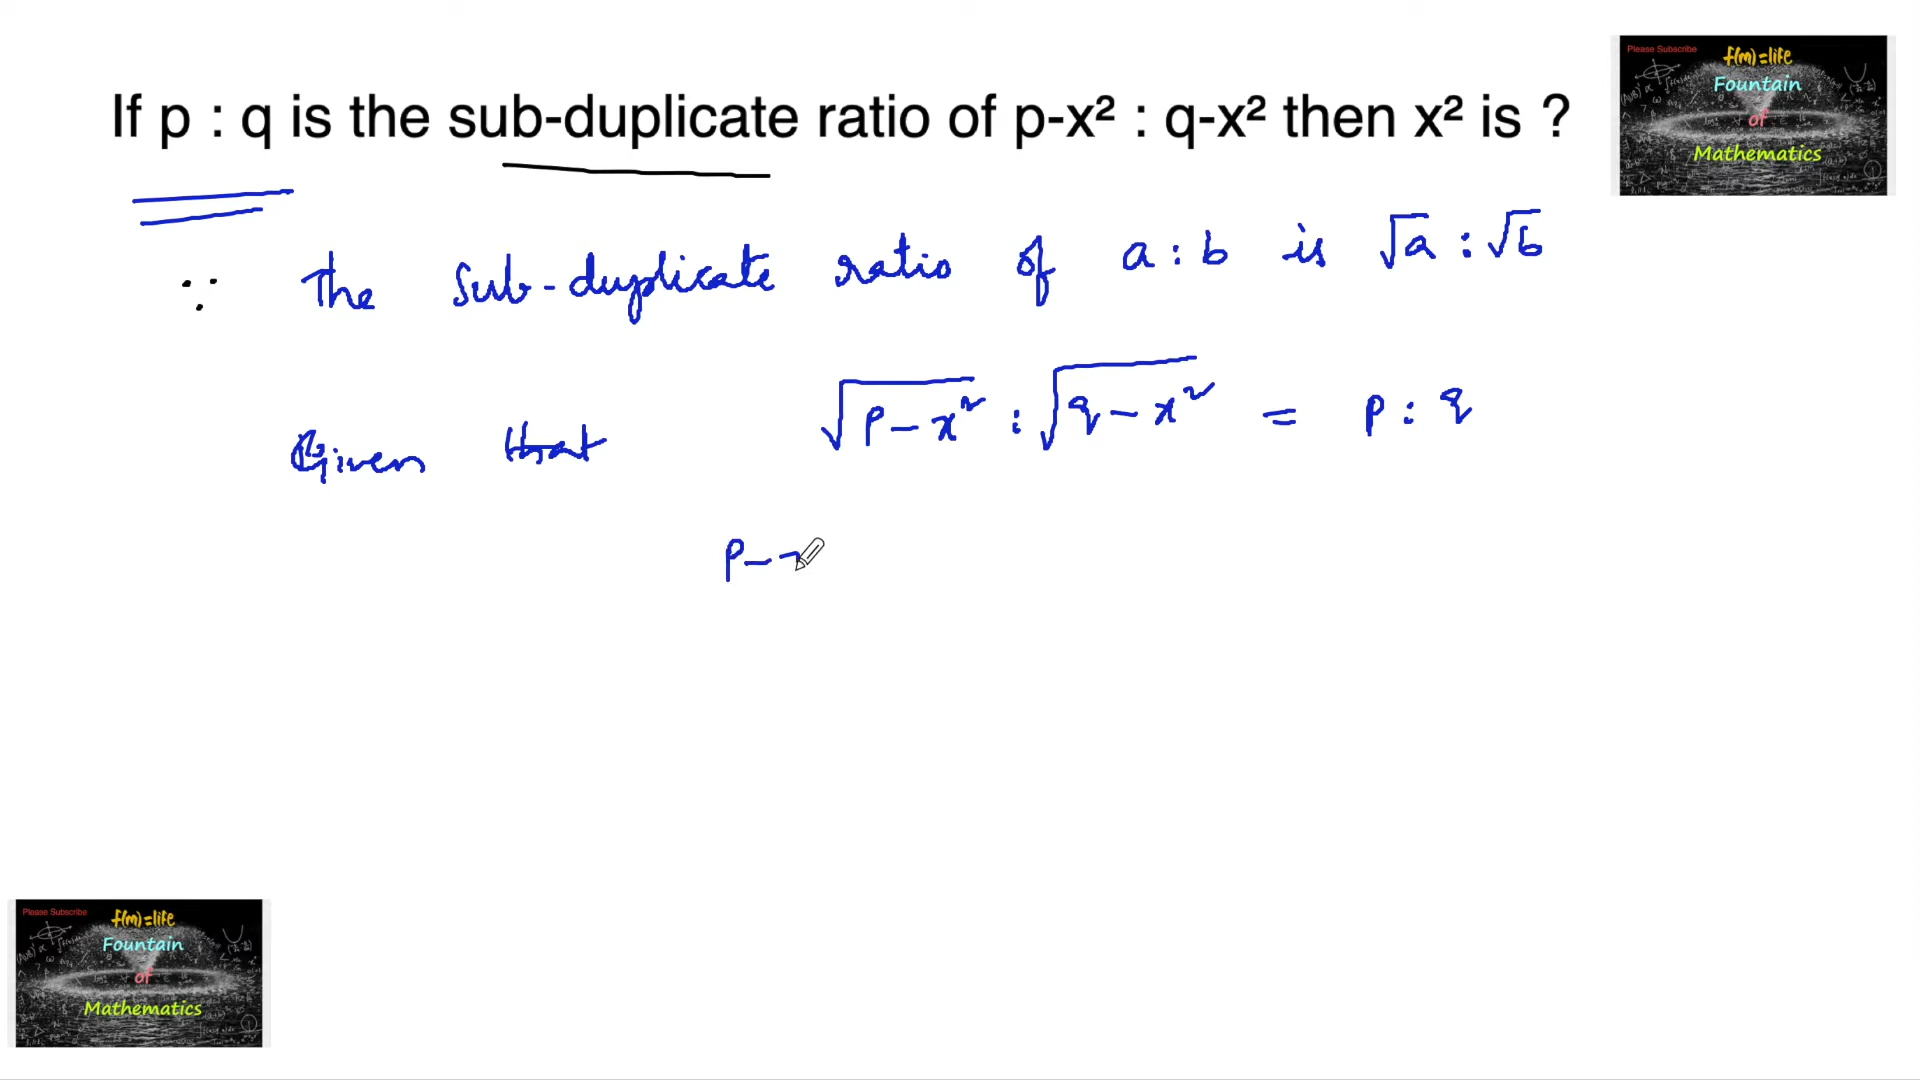 Please Subscribe
f(m)=life
Fountain
of
Mathematics
If p : q is the sub-duplicate ratio of p-x² : q-x² then x² is ?
∵ The sub-duplicate ratio of a : b is √a : √b
Given that √p-x² : √q-x² = p : q
p-
Please Subscribe
f(m)=life
Fountain
of
Mathematics